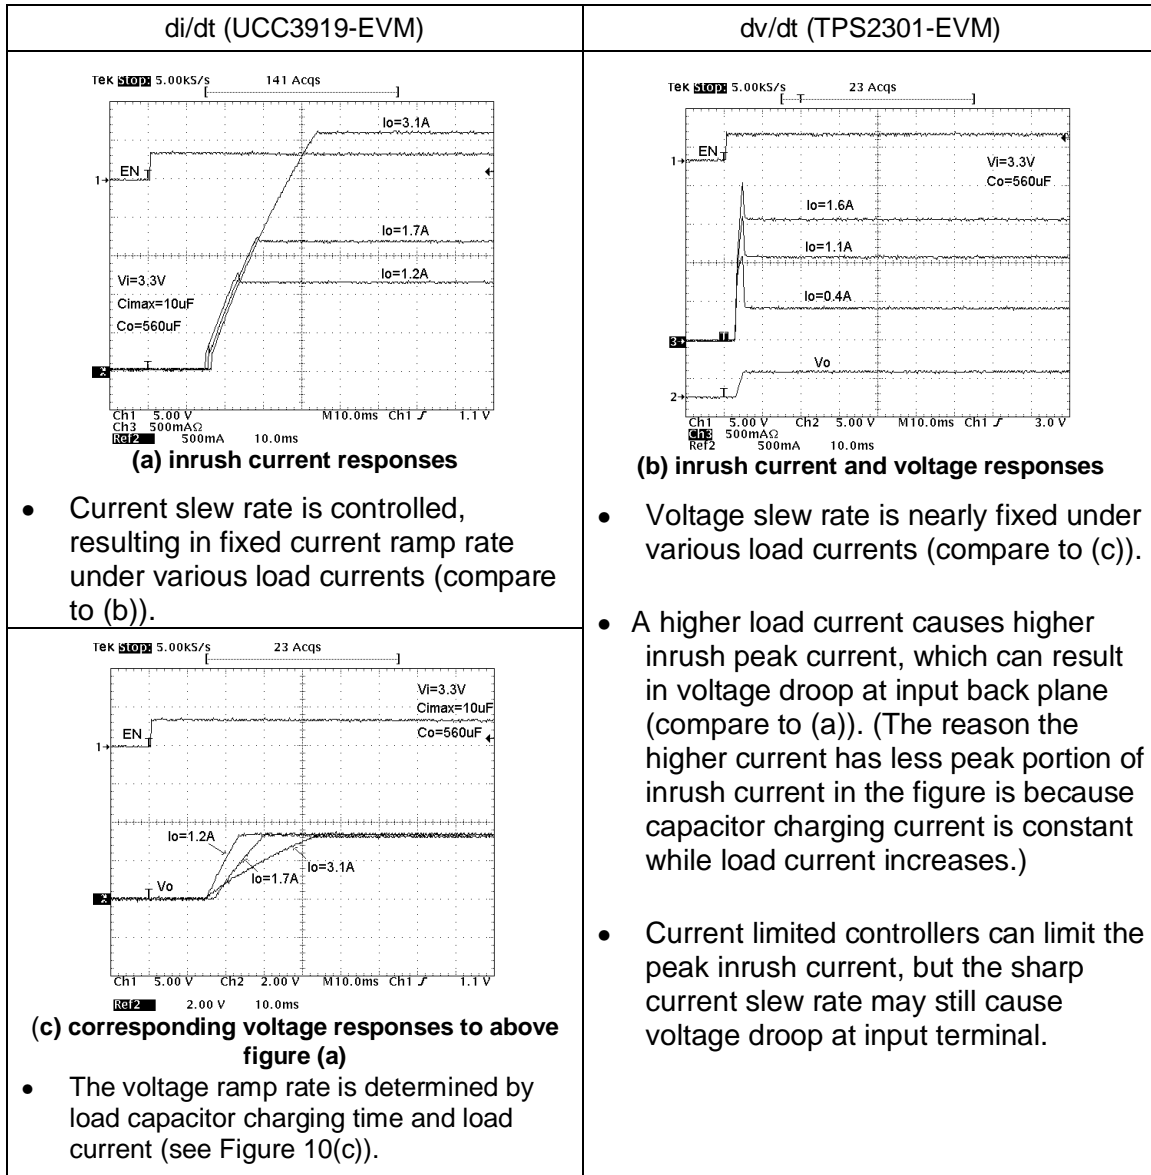 di/dt (UCC3919-EVM)
Tek Stop: 5.00kS/s 141 Acqs
Io=3.1A
EN
1→
Io=1.7A
Io=1.2A
Vi=3.3V
Cimax=10uF
Co=560uF
Ch1 5.00 V M10.0ms Ch1 1.1 V
Ch3 500mAΩ
Ref2 500mA 10.0ms
(a) inrush current responses
• Current slew rate is controlled,
resulting in fixed current ramp rate
under various load currents (compare
to (b)).
Tek Stop: 5.00kS/s 23 Acqs
Vi=3.3V
Cimax=10uF
EN
Co=560uF
1→
Io=1.2A
Io=3.1A
Io=1.7A
Vo
Ch1 5.00 V Ch2 2.00 V M10.0ms Ch1 1.1 V
Ref2 2.00 V 10.0ms
(c) corresponding voltage responses to above
figure (a)
• The voltage ramp rate is determined by
load capacitor charging time and load
current (see Figure 10(c)).
dv/dt (TPS2301-EVM)
Tek Stop: 5.00kS/s 23 Acqs
T
EN
1→
Vi=3.3V
Co=560uF
Io=1.6A
Io=1.1A
Io=0.4A
3→
Vo
2→
Ch1 5.00 V Ch2 5.00 V M10.0ms Ch1 3.0 V
Ch3 500mAΩ
Ref2 500mA 10.0ms
(b) inrush current and voltage responses
• Voltage slew rate is nearly fixed under
various load currents (compare to (c)).
• A higher load current causes higher
inrush peak current, which can result
in voltage droop at input back plane
(compare to (a)). (The reason the
higher current has less peak portion of
inrush current in the figure is because
capacitor charging current is constant
while load current increases.)
• Current limited controllers can limit the
peak inrush current, but the sharp
current slew rate may still cause
voltage droop at input terminal.